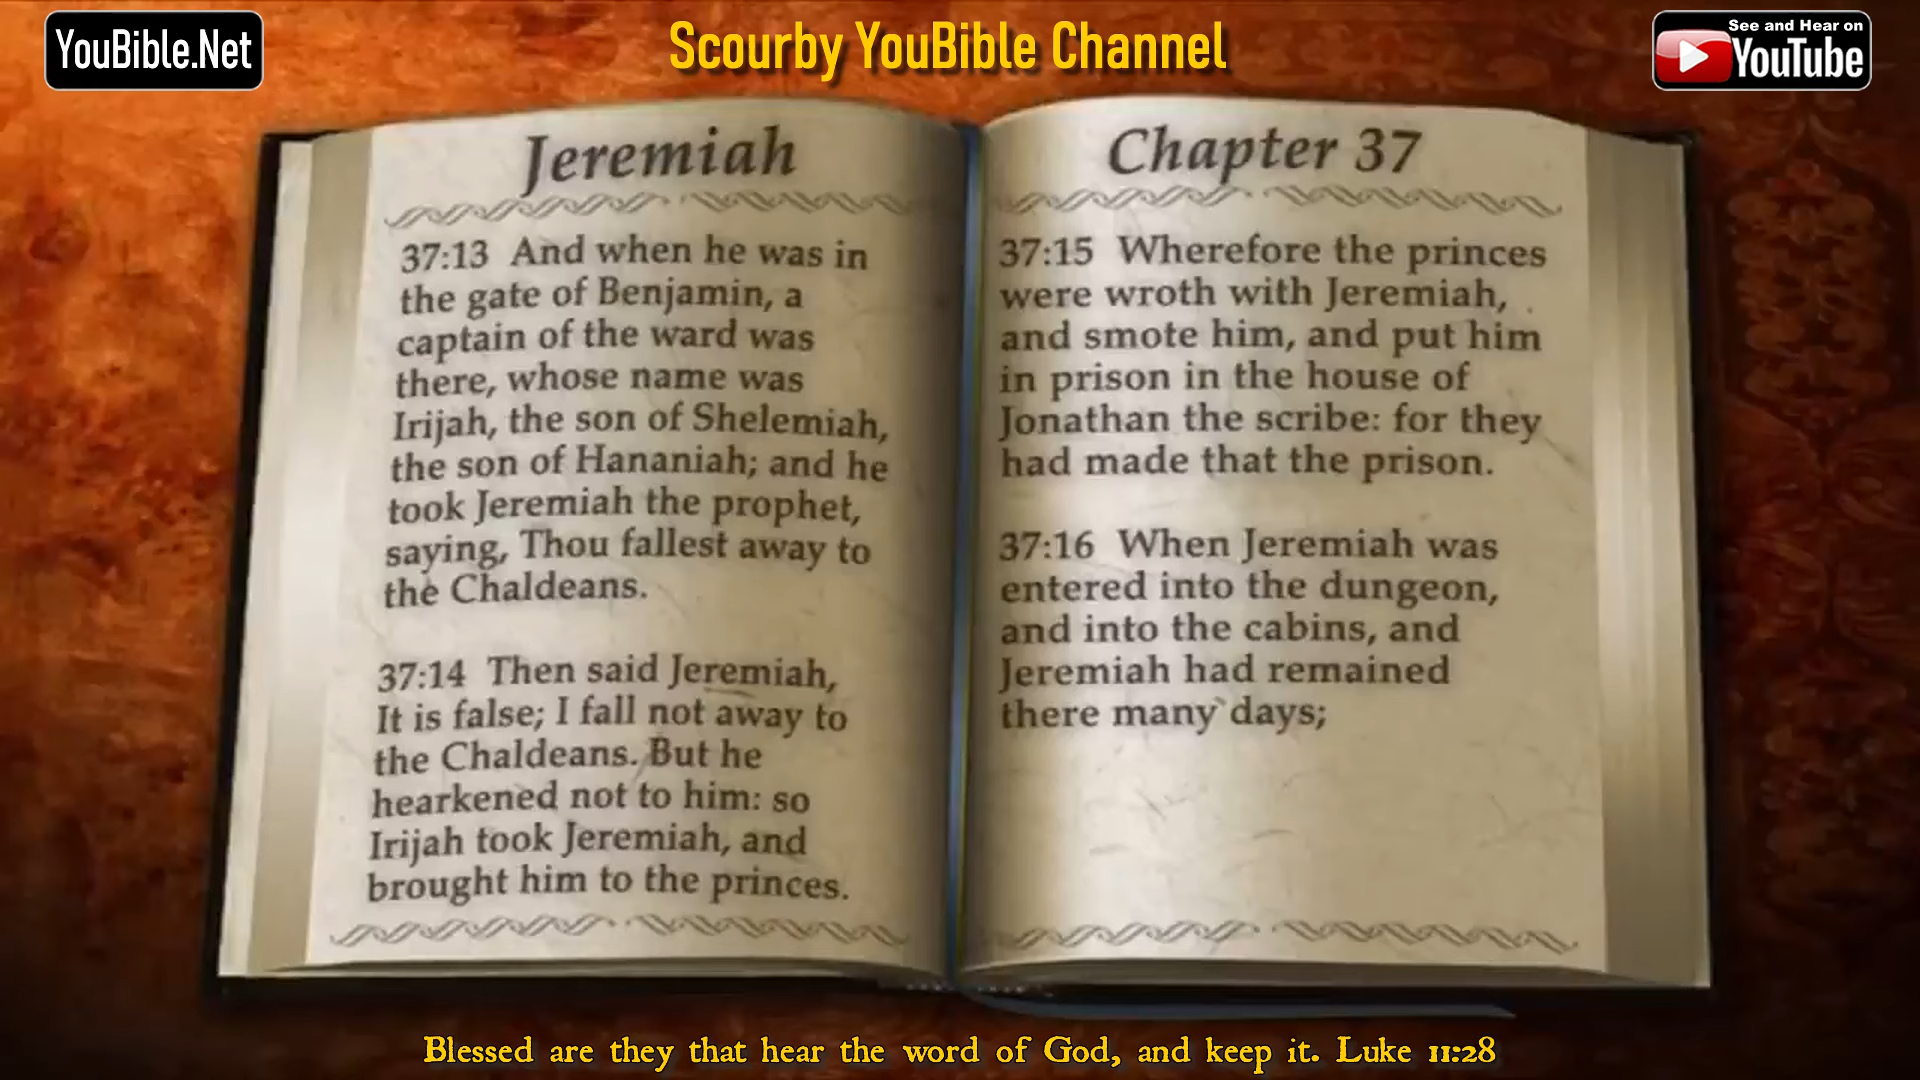 YouBible.Net
Scourby YouBible Channel
See and Hear on
YouTube
Jeremiah
37:13 And when he was in
the gate of Benjamin, a
captain of the ward was
there, whose name was
Irijah, the son of Shelemiah,
the son of Hananiah; and he
took Jeremiah the prophet,
saying, Thou fallest away to
the Chaldeans.
37:14 Then said Jeremiah,
It is false; I fall not away to
the Chaldeans. But he
hearkened not to him: so
Irijah took Jeremiah, and
brought him to the princes.
Chapter 37
37:15 Wherefore the princes
were wroth with Jeremiah,
and smote him, and put him
in prison in the house of
Jonathan the scribe: for they
had made that the prison.
37:16 When Jeremiah was
entered into the dungeon,
and into the cabins, and
Jeremiah had remained
there many days;
Blessed are they that hear the word of God, and keep it. Luke 11:28